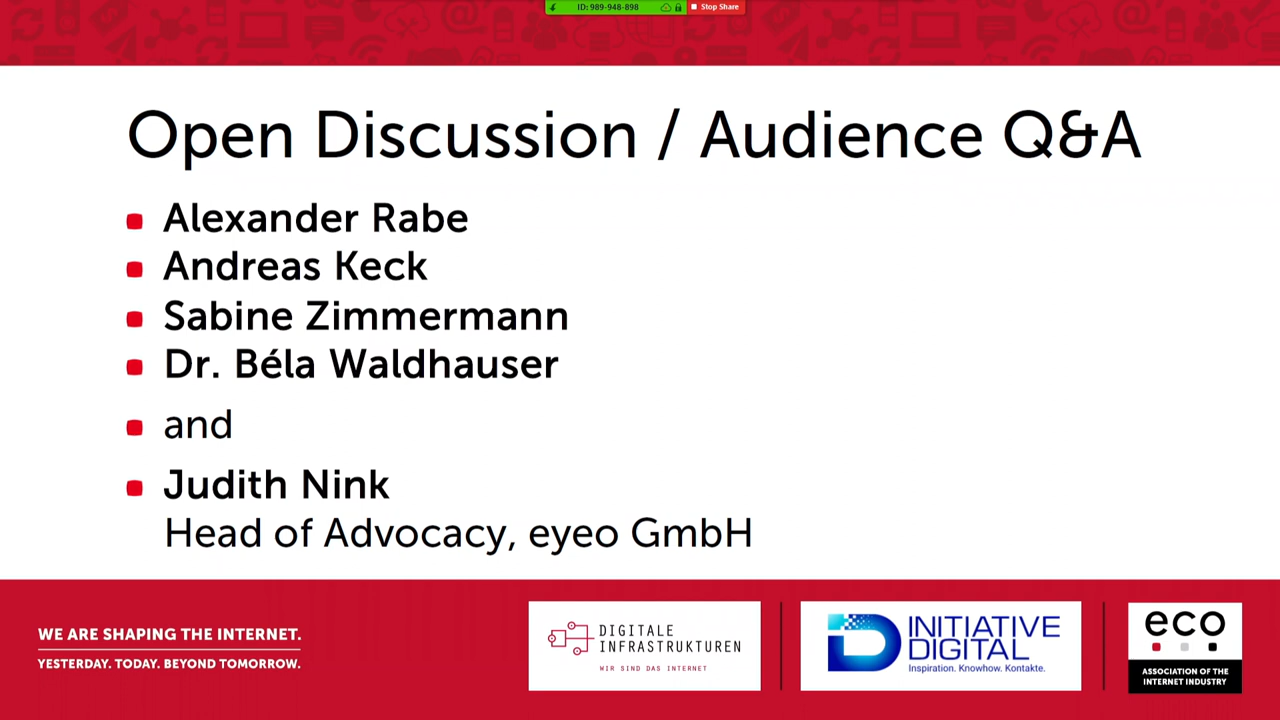 ID: 989-948-898
Stop Share
Open Discussion / Audience Q&A
Alexander Rabe
Andreas Keck
Sabine Zimmermann
Dr. Béla Waldhauser
and
Judith Nink
Head of Advocacy, eyeo GmbH
WE ARE SHAPING THE INTERNET.
YESTERDAY. TODAY. BEYOND TOMORROW.
DIGITALE
INFRASTRUKTUREN
WIR SIND DAS INTERNET
INITIATIVE
DIGITAL
Inspiration. Knowhow. Kontakte.
eco
ASSOCIATION OF THE
INTERNET INDUSTRY